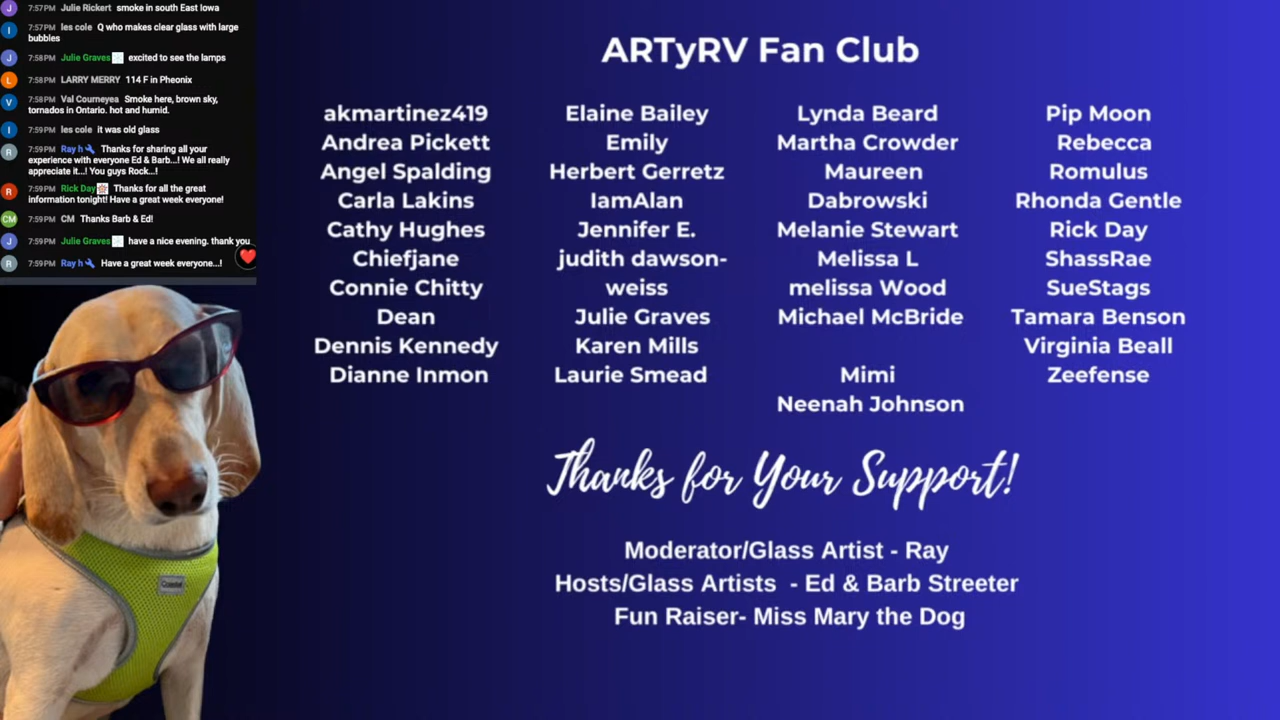 7:57PM Julie Rickert smoke in south East Iowa
7:57PM les cole Q who makes clear glass with large
bubbles
7:58PM Julie Graves excited to see the lamps
7:58PM LARRY MERRY 114 F in Pheonix
7:58PM Val Courneyea Smoke here, brown sky,
tornados in Ontario. hot and humid.
7:59PM les cole it was old glass
7:59PM Ray h Thanks for sharing all your
experience with everyone Ed & Barb...! We all really
appreciate it...! You guys Rock...!
7:59PM Rick Day Thanks for all the great
information tonight! Have a great week everyone!
7:59PM CM Thanks Barb & Ed!
7:59PM Julie Graves have a nice evening. thank you
7:59PM Ray h Have a great week everyone...!
Coastal
ARTyRV Fan Club
akmartinez419
Andrea Pickett
Angel Spalding
Carla Lakins
Cathy Hughes
Chiefjane
Connie Chitty
Dean
Dennis Kennedy
Dianne Inmon
Elaine Bailey
Emily
Herbert Gerretz
IamAlan
Jennifer E.
judith dawson-
weiss
Julie Graves
Karen Mills
Laurie Smead
Lynda Beard
Martha Crowder
Maureen
Dabrowski
Melanie Stewart
Melissa L
melissa Wood
Michael McBride
Mimi
Neenah Johnson
Pip Moon
Rebecca
Romulus
Rhonda Gentle
Rick Day
ShassRae
SueStags
Tamara Benson
Virginia Beall
Zeefense
Thanks for Your Support!
Moderator/Glass Artist - Ray
Hosts/Glass Artists - Ed & Barb Streeter
Fun Raiser- Miss Mary the Dog